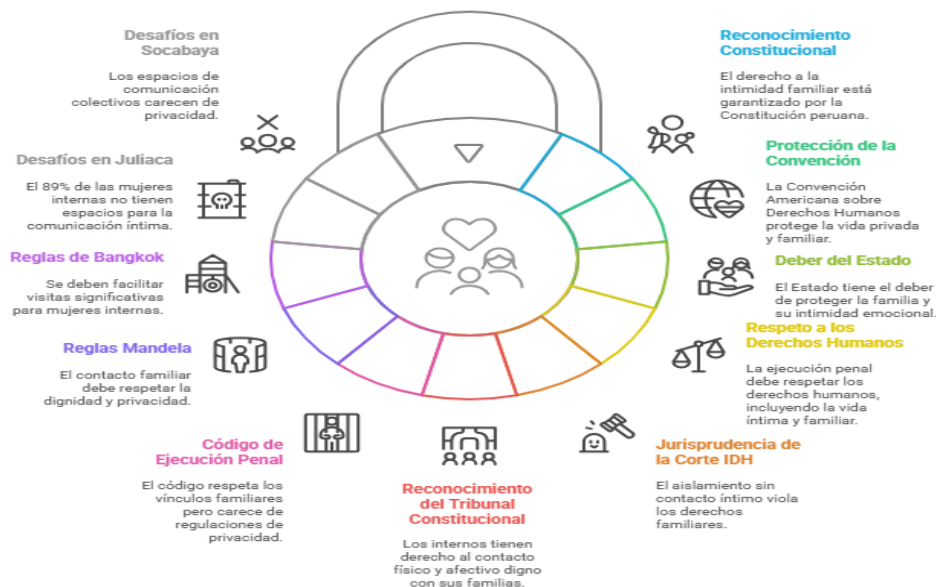 Desafíos en
Socabaya
Los espacios de
comunicación
colectivos carecen de
privacidad.
Desafíos en Juliaca
El 89% de las mujeres
internas no tienen
espacios para la
comunicación íntima.
Reglas de Bangkok
Se deben facilitar
visitas significativas
para mujeres internas.
Reglas Mandela
El contacto familiar
debe respetar la
dignidad y privacidad.
Código de
Ejecución Penal
El código respeta los
vínculos familiares
pero carece de
regulaciones de
privacidad.
Reconocimiento
del Tribunal
Constitucional
Los internos tienen
derecho al contacto
físico y afectivo digno
con sus familias.
Reconocimiento
Constitucional
El derecho a la
intimidad familiar está
garantizado por la
Constitución peruana.
Protección de la
Convención
La Convención
Americana sobre
Derechos Humanos
protege la vida privada
y familiar.
Deber del Estado
El Estado tiene el deber
de proteger la familia y
su intimidad emocional.
Respeto a los
Derechos Humanos
La ejecución penal
debe respetar los
derechos humanos,
incluyendo la vida
íntima y familiar.
Jurisprudencia de
la Corte IDH
El aislamiento sin
contacto íntimo viola
los derechos
familiares.